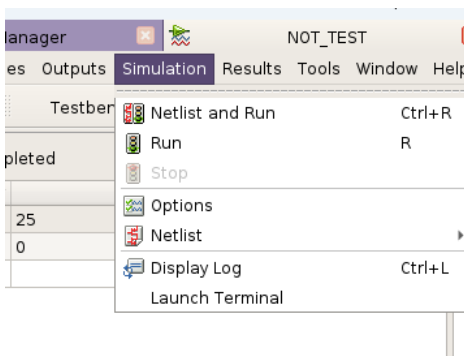 Manager NOT_TEST
es Outputs Simulation Results Tools Window Help
Testben
Netlist and Run Ctrl+R
Run R
pleted
Stop
Options
25
Netlist
0
Display Log Ctrl+L
Launch Terminal